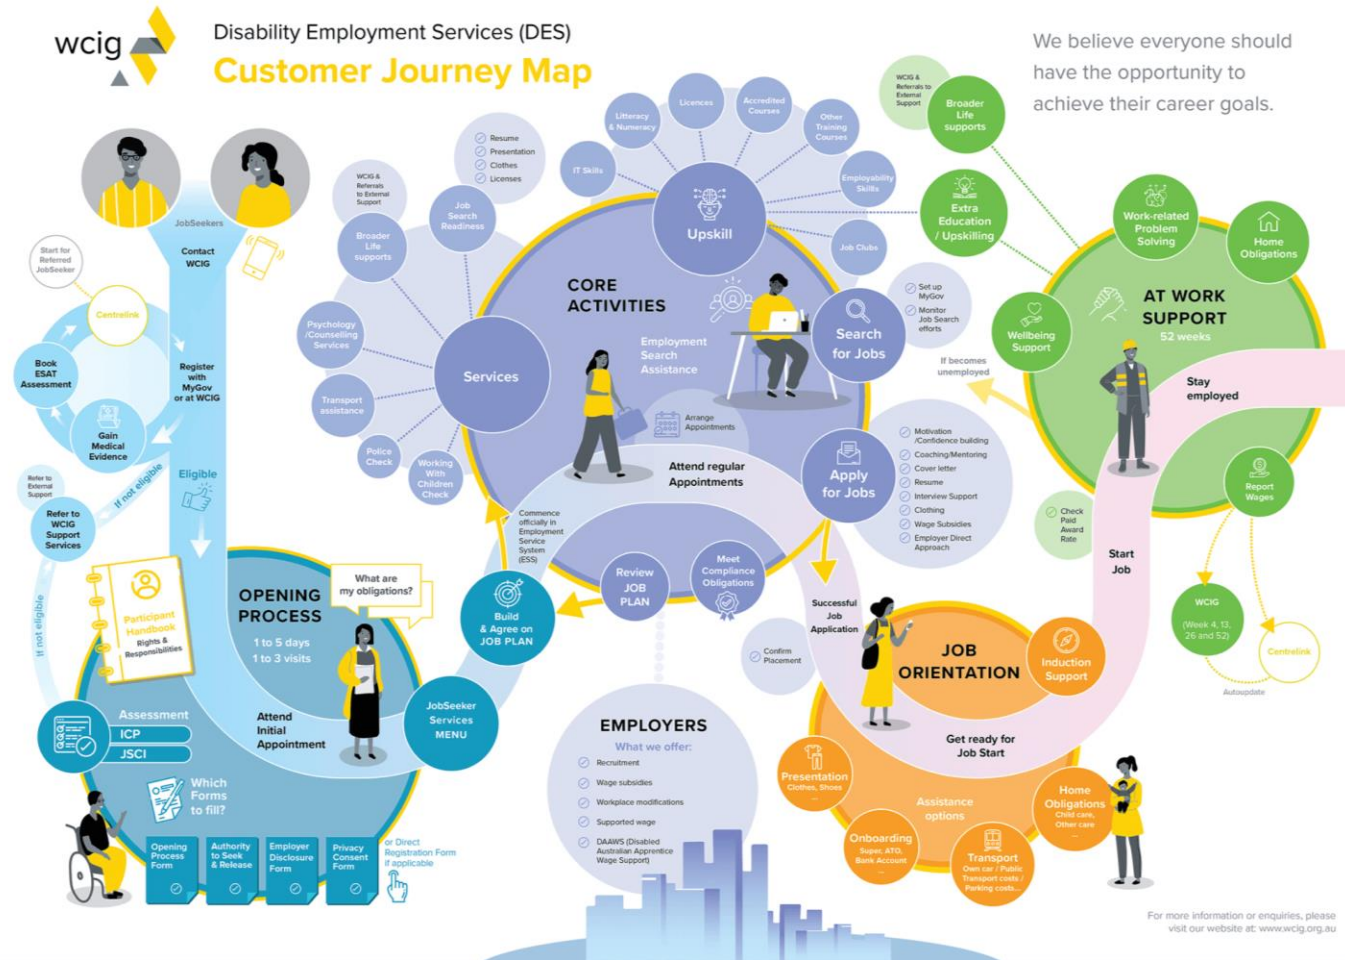 wcig
Disability Employment Services (DES)
Customer Journey Map
We believe everyone should
have the opportunity to
achieve their career goals.
JobSeekers
Contact
WCIG
Start for
Referred
JobSeeker
Centrelink
Book
ESAT
Assessment
Register
with
MyGov
or at WCIG
Gain
Medical
Evidence
If not eligible
Eligible
Refer to
External
Support
Refer to
WCIG
Support
Services
If not eligible
Participant
Handbook
Rights &
Responsibilities
OPENING
PROCESS
1 to 5 days
1 to 3 visits
What are
my obligations?
Assessment
ICP
JSCI
Attend
Initial
Appointment
Which
Forms
to fill?
Opening
Process
Form
Authority
to Seek
& Release
Employer
Disclosure
Form
Privacy
Consent
Form
or Direct
Registration Form
if applicable
JobSeeker
Services
MENU
Build
& Agree on
JOB PLAN
Commence
officially in
Employment
Service
System
(ESS)
Resume
Presentation
Clothes
Licenses
WCIG &
Referrals
to External
Support
Job
Search
Readiness
Broader
Life
supports
Psychology
/Counselling
Services
Transport
assistance
Police
Check
Working
With
Children
Check
Services
CORE
ACTIVITIES
Employment
Search
Assistance
Arrange
Appointments
Attend regular
Appointments
IT Skills
Litteracy
& Numeracy
Licences
Accredited
Courses
Other
Training
Courses
Employability
Skillls
Job Clubs
Upskill
Search
for Jobs
Set up
MyGov
Monitor
Job Search
efforts
Apply
for Jobs
Motivation
/Confidence building
Coaching/Mentoring
Cover letter
Resume
Interview Support
Clothing
Wage Subsidies
Employer Direct
Approach
Review
JOB
PLAN
Meet
Compliance
Obligations
Successful
Job
Application
Confirm
Placement
EMPLOYERS
What we offer:
Recruitment
Wage subsidies
Workplace modifications
Supported wage
DAAWS (Disabled
Australian Apprentice
Wage Support)
JOB
ORIENTATION
Induction
Support
Get ready for
Job Start
Assistance
options
Presentation
Clothes, Shoes
...
Onboarding
Super, ATO,
Bank Account
...
Transport
Own car / Public
Transport costs /
Parking costs...
Home
Obligations
Child care,
Other care
...
WCIG &
Referrals to
External
Support
Broader
Life
supports
Extra
Education
/ Upskilling
Work-related
Problem
Solving
Home
Obligations
Wellbeing
Support
AT WORK
SUPPORT
52 weeks
If becomes
unemployed
Stay
employed
Start
Job
Check
Paid
Award
Rate
Report
Wages
WCIG
(Week 4, 13,
26 and 52)
Centrelink
Autoupdate
For more information or enquiries, please
visit our website at: www.wcig.org.au